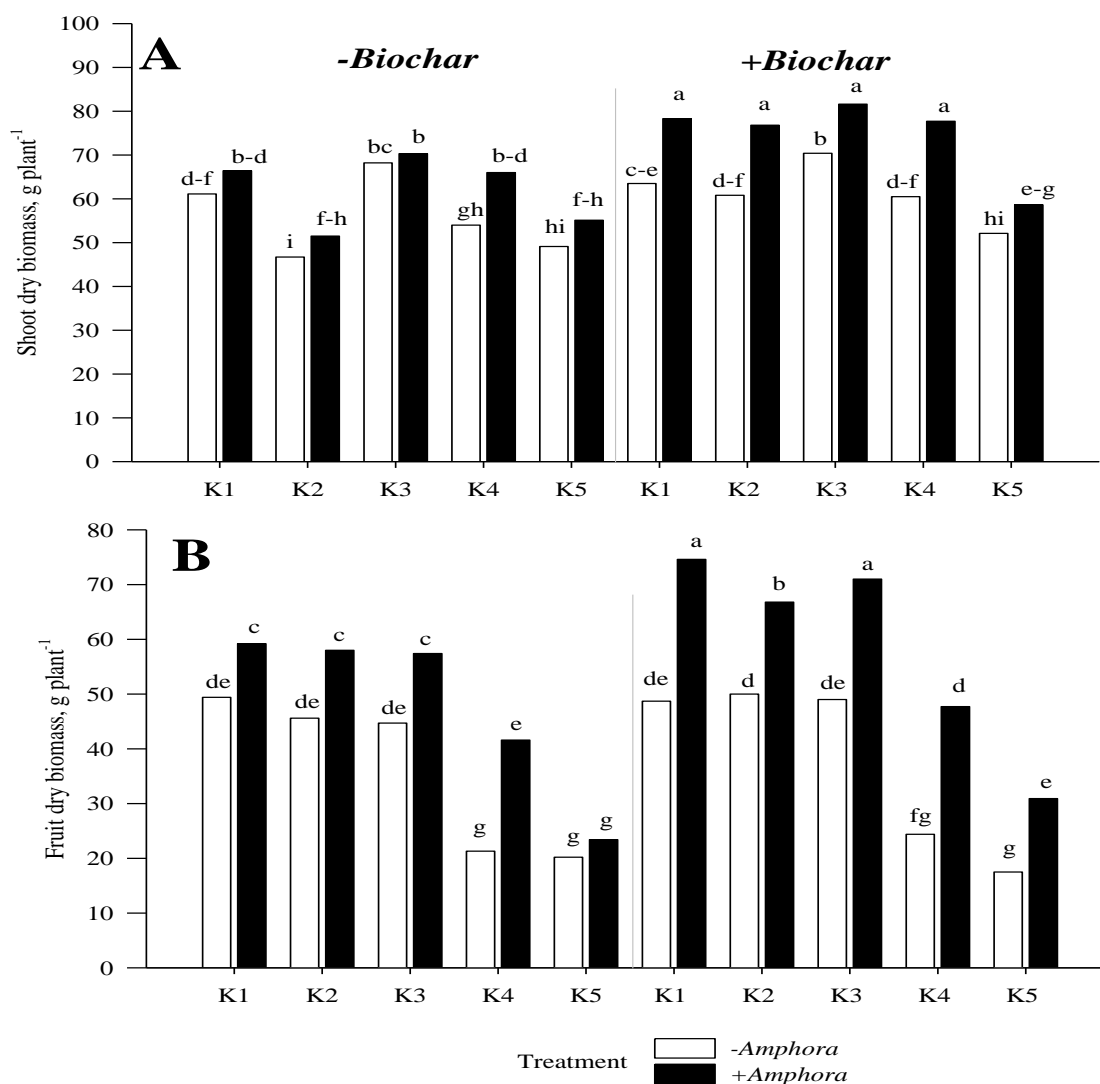 A
-Biochar
+Biochar
Shoot dry biomass, g plant-1
100
90
80
70
60
50
40
30
20
10
0
d-f
b-d
i
f-h
bc
b
gh
b-d
hi
f-h
c-e
a
d-f
a
b
a
d-f
a
hi
e-g
K1 K2 K3 K4 K5 K1 K2 K3 K4 K5
B
Fruit dry biomass, g plant-1
80
70
60
50
40
30
20
10
0
de
c
de
c
de
c
g
e
g
g
de
a
d
b
de
a
fg
d
g
e
K1 K2 K3 K4 K5 K1 K2 K3 K4 K5
Treatment
-Amphora
+Amphora